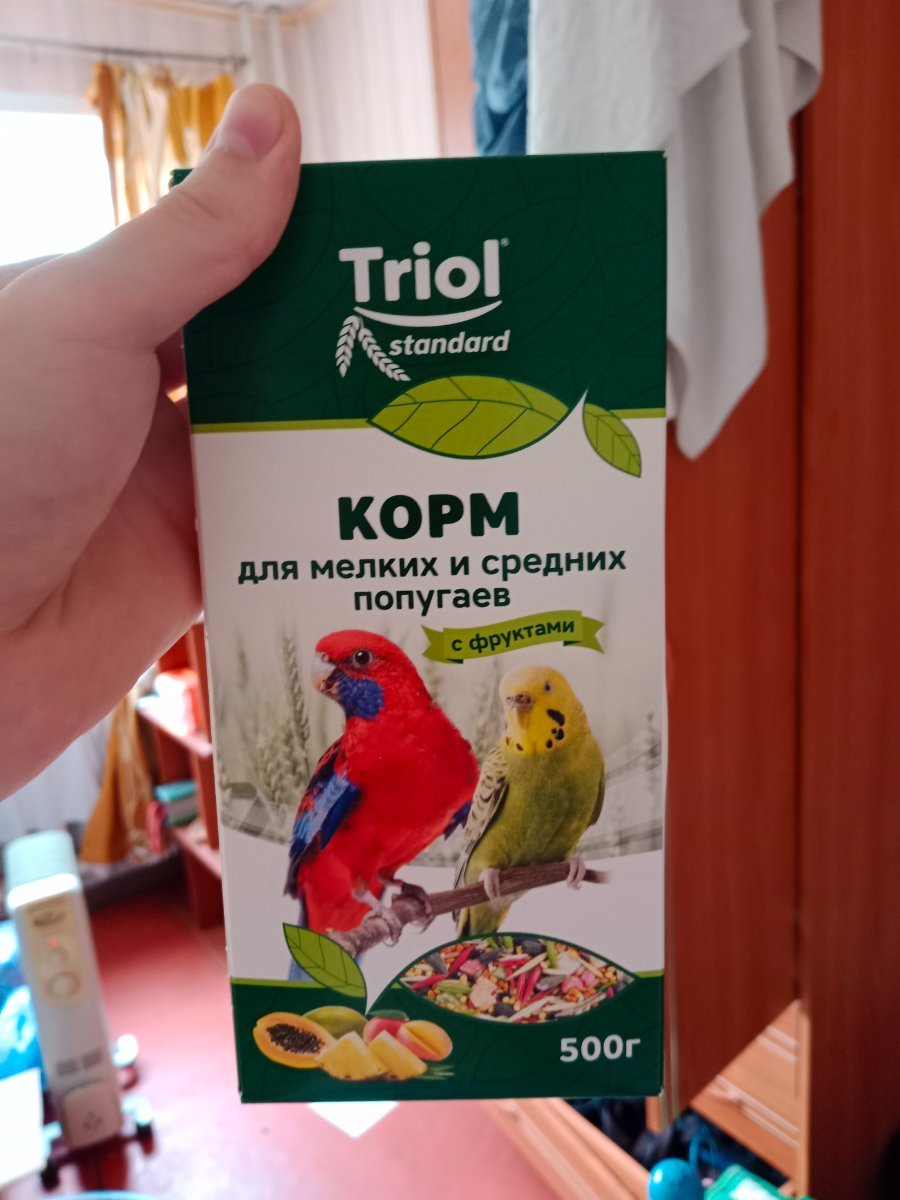 Triol®
standard
КОРМ
для мелких и средних
попугаев
с фруктами
500г